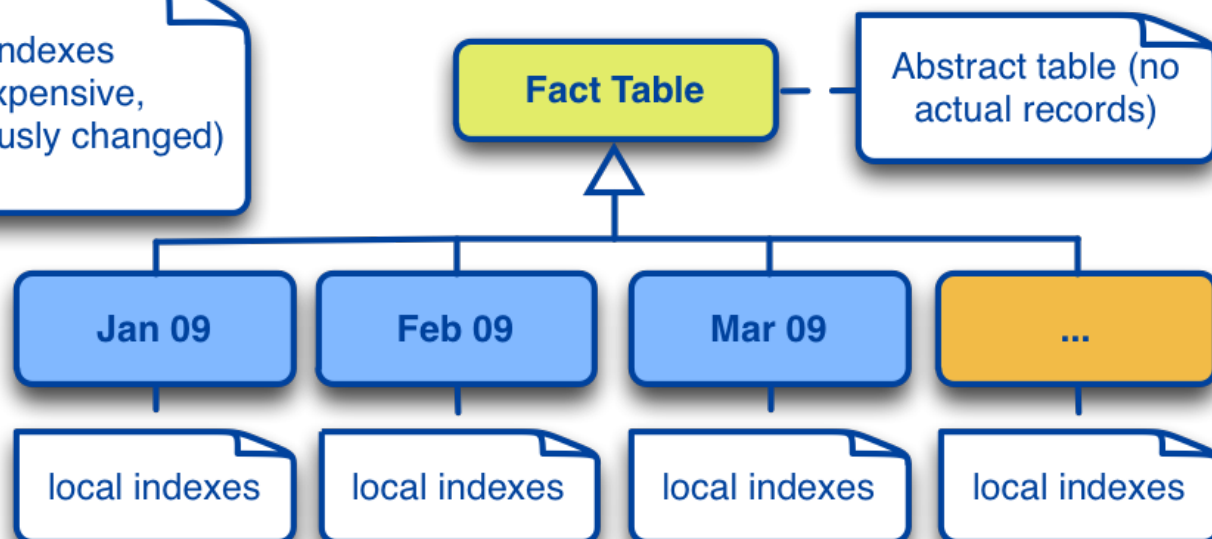 ndexes
xpensive,
usly changed)
Fact Table
Abstract table (no
actual records)
Jan 09
Feb 09
Mar 09
...
local indexes
local indexes
local indexes
local indexes